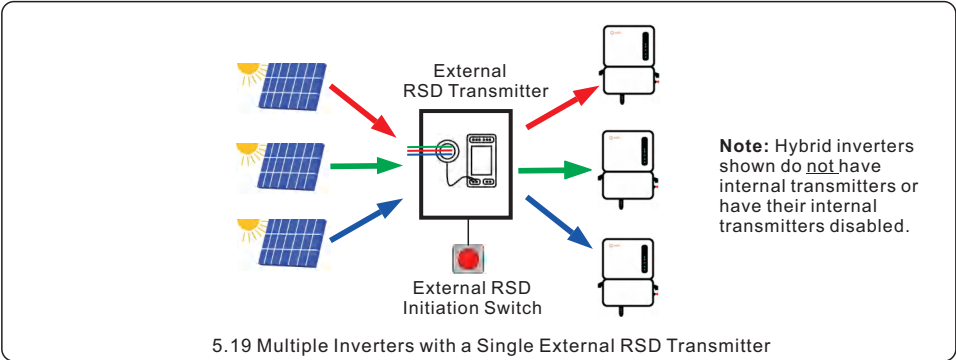 External
RSD Transmitter
Note: Hybrid inverters
shown do not have
internal transmitters or
have their internal
transmitters disabled.
External RSD
Initiation Switch
5.19 Multiple Inverters with a Single External RSD Transmitter